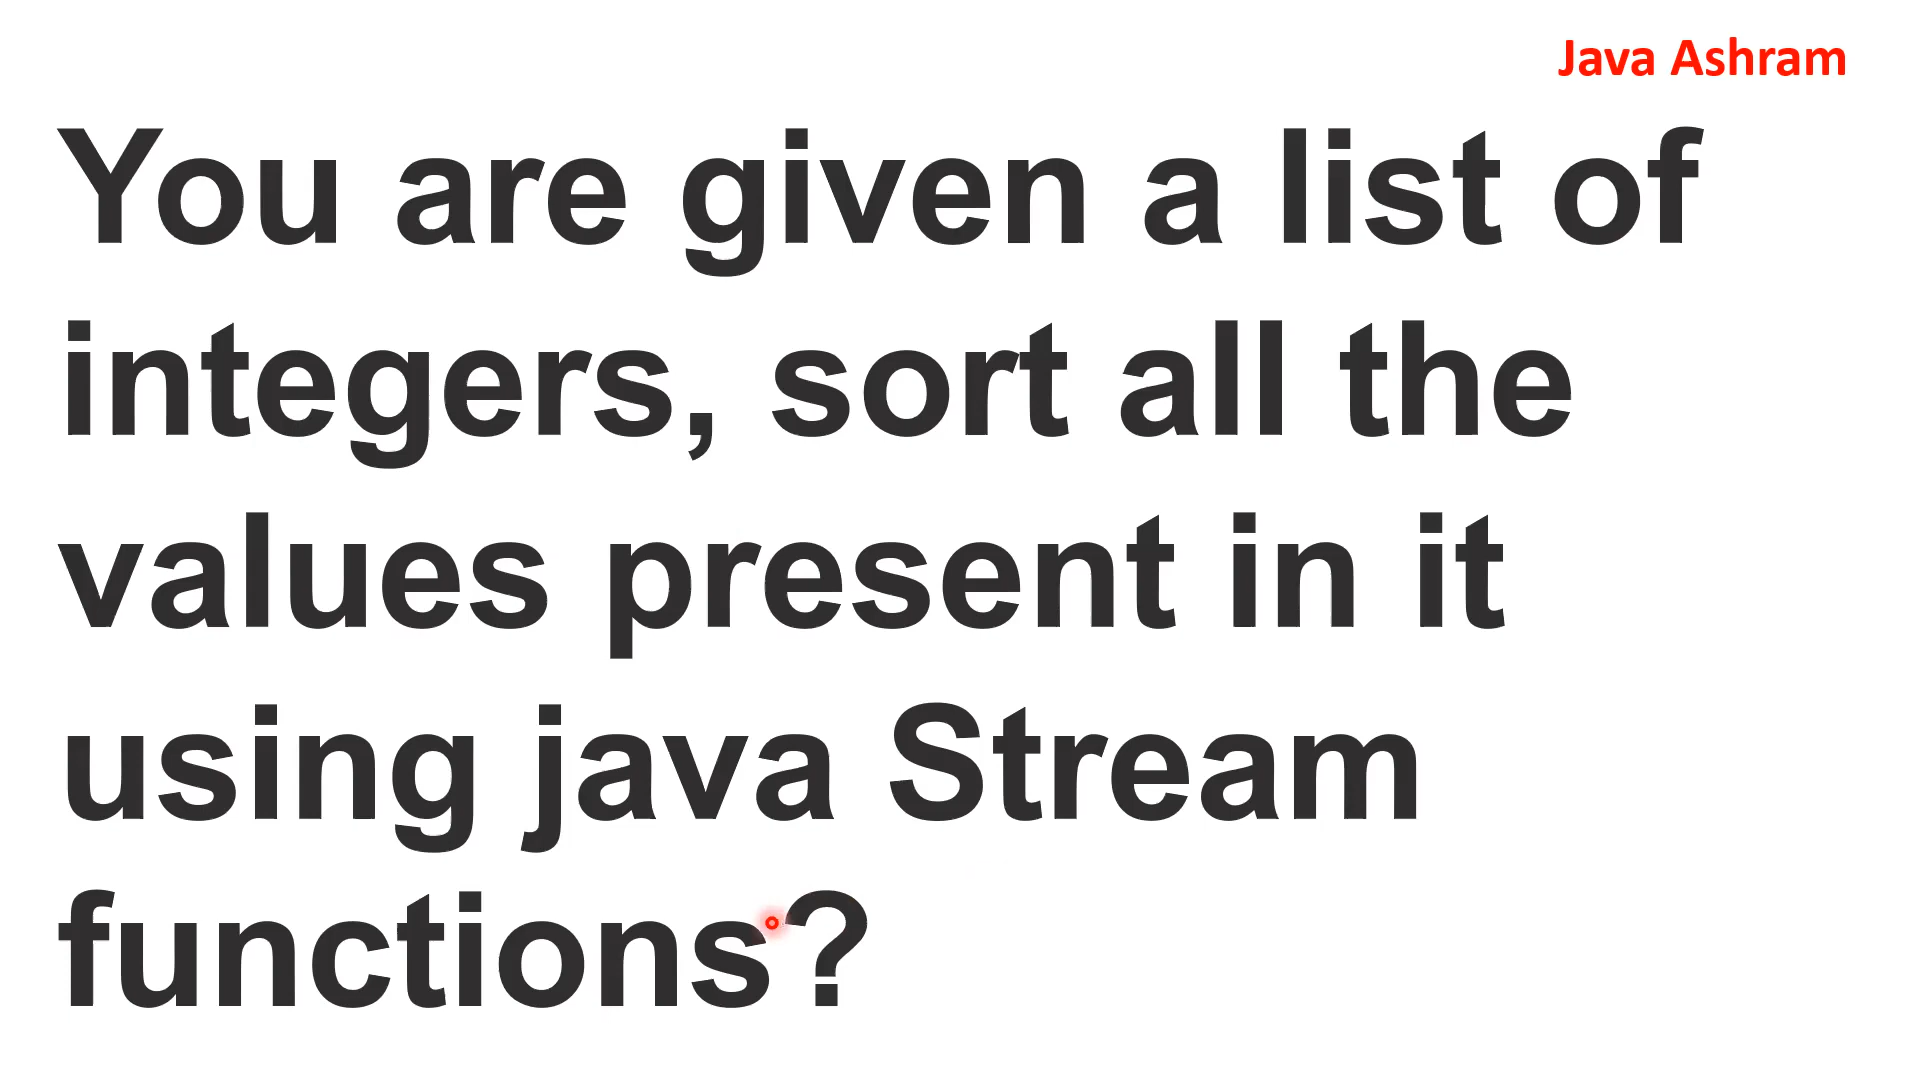 Java Ashram
You are given a list of
integers, sort all the
values present in it
using java Stream
functions?